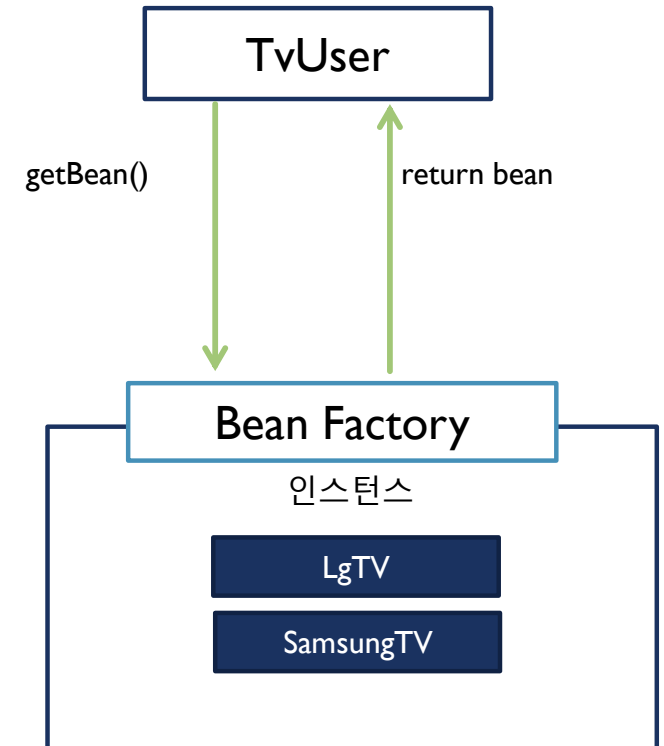 TvUser
getBean()
return bean
Bean Factory
인스턴스
LgTV
SamsungTV